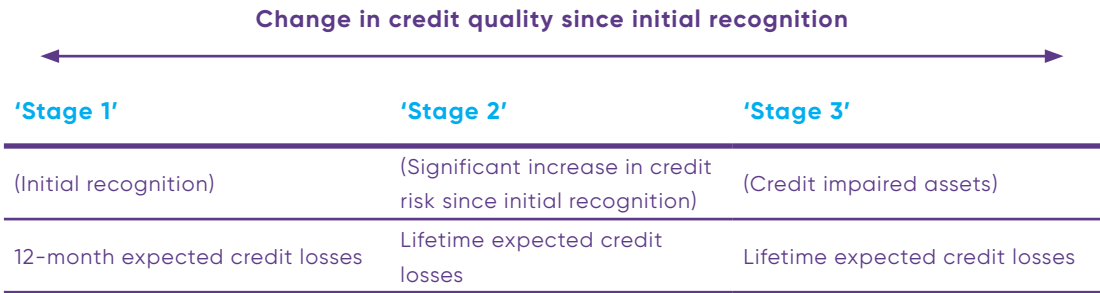 Change in credit quality since initial recognition
‘Stage 1’
‘Stage 2’
‘Stage 3’
(Initial recognition)
(Significant increase in credit
risk since initial recognition)
(Credit impaired assets)
12-month expected credit losses
Lifetime expected credit
losses
Lifetime expected credit losses